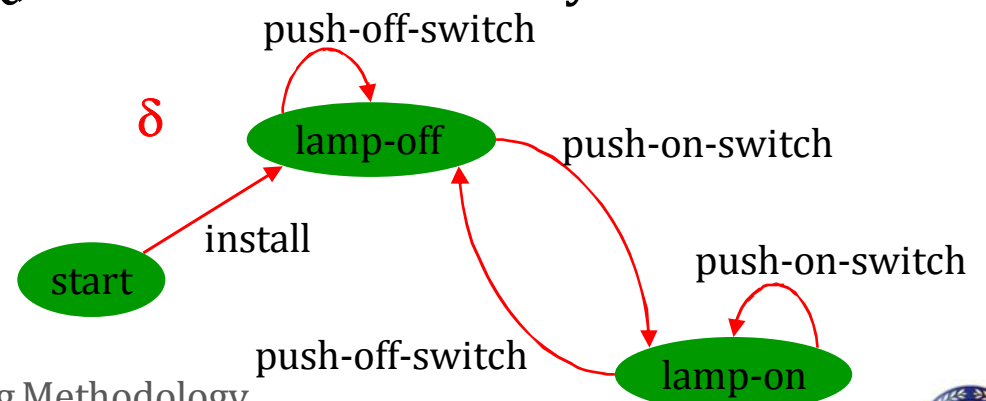 push-off-switch
δ
lamp-off
push-on-switch
install
start
push-on-switch
push-off-switch
lamp-on
g Methodology